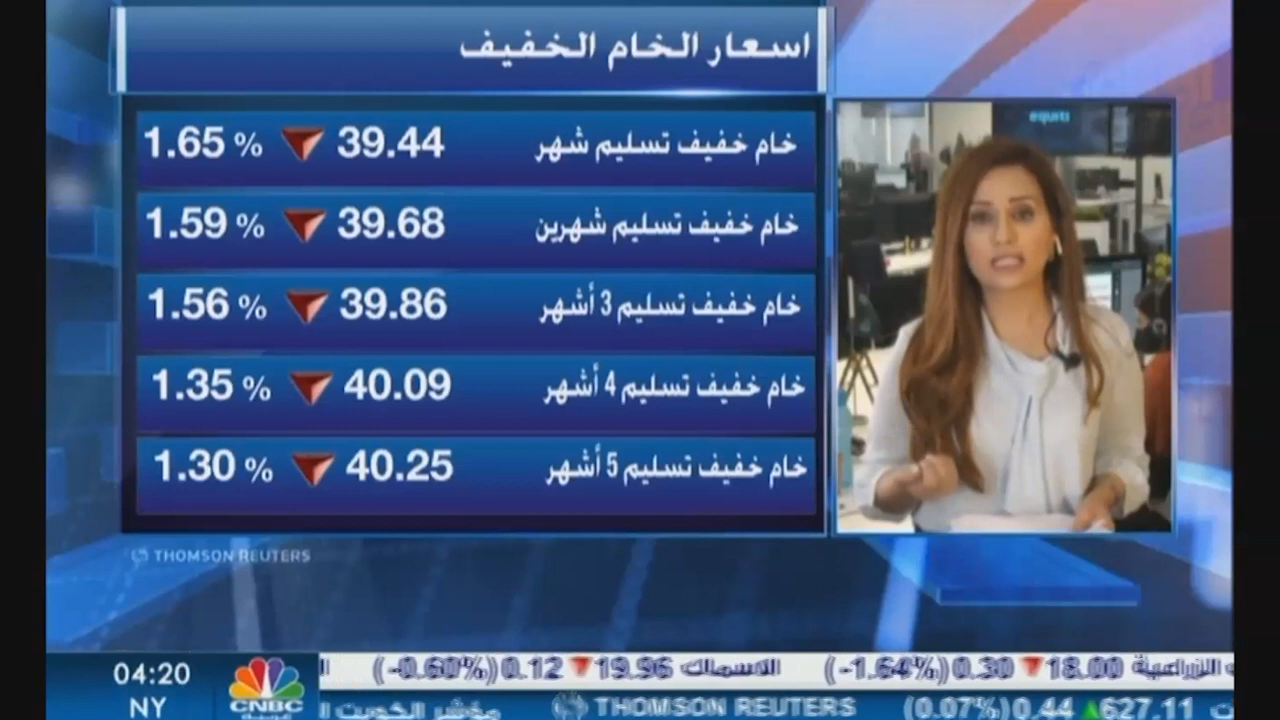 اسعار الخام الخفيف
خام خفيف تسليم شهر 39.44 1.65 %
خام خفيف تسليم شهرين 39.68 1.59 %
خام خفيف تسليم 3 أشهر 39.86 1.56 %
خام خفيف تسليم 4 أشهر 40.09 1.35 %
خام خفيف تسليم 5 أشهر 40.25 1.30 %
equiti
THOMSON REUTERS
الزراعية 18.00 0.30 (-1.64%) الاسماك 19.96 0.12 (-0.60%)
627.11 0.44 (0.07%) THOMSON REUTERS مؤشر الكويت
04:20
NY
CNBC
عربية